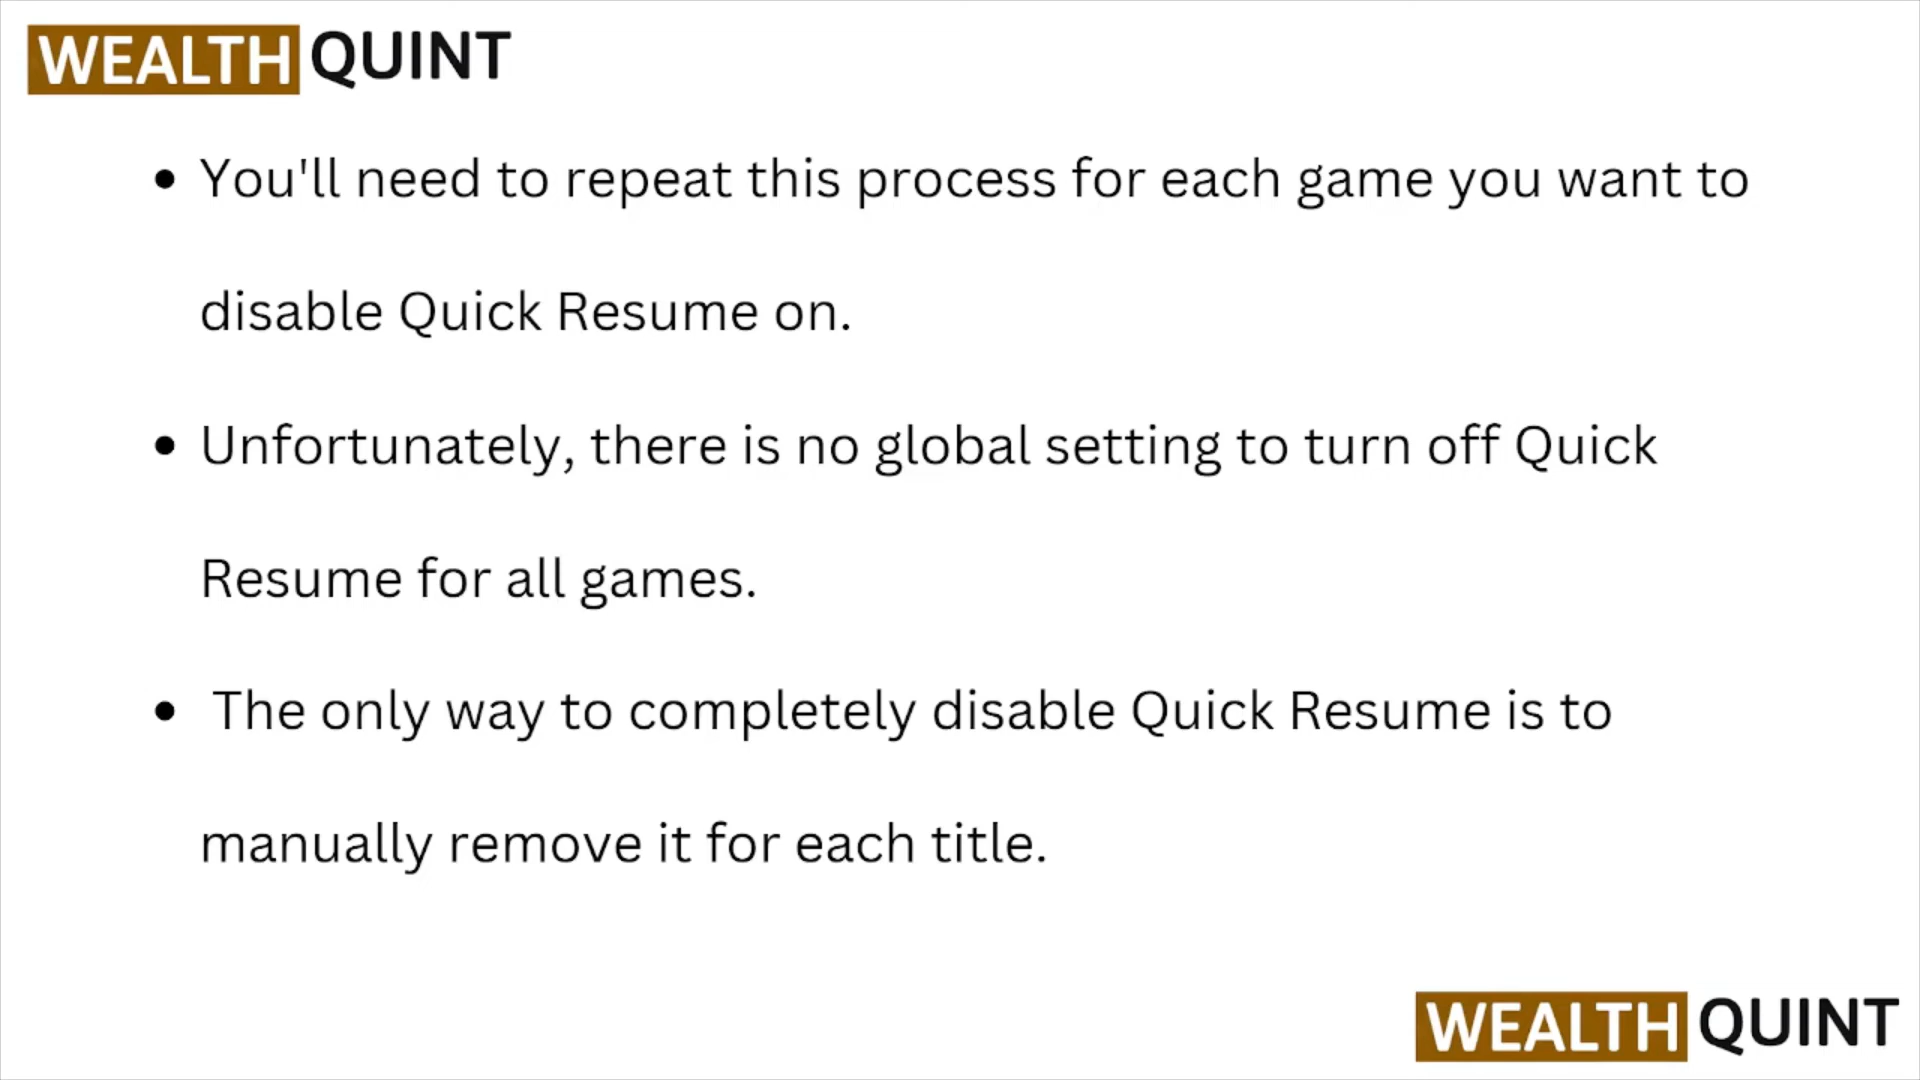 WEALTH QUINT
• You'll need to repeat this process for each game you want to
disable Quick Resume on.
• Unfortunately, there is no global setting to turn off Quick
Resume for all games.
• The only way to completely disable Quick Resume is to
manually remove it for each title.
WEALTH QUINT